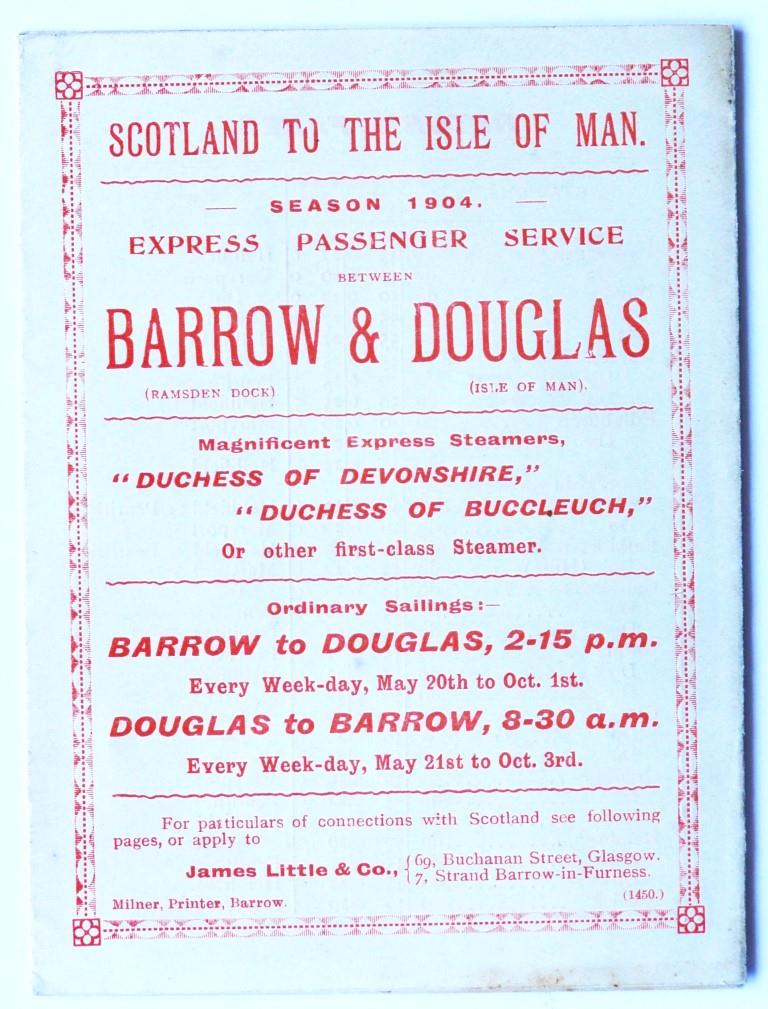 SCOTLAND TO THE ISLE OF MAN.
SEASON 1904.
EXPRESS PASSENGER SERVICE
BETWEEN
BARROW & DOUGLAS
(RAMSDEN DOCK) (ISLE OF MAN).
Magnificent Express Steamers,
"DUCHESS OF DEVONSHIRE,"
"DUCHESS OF BUCCLEUCH,"
Or other first-class Steamer.
Ordinary Sailings:—
BARROW to DOUGLAS, 2-15 p.m.
Every Week-day, May 20th to Oct. 1st.
DOUGLAS to BARROW, 8-30 a.m.
Every Week-day, May 21st to Oct. 3rd.
For particulars of connections with Scotland see following
pages, or apply to
James Little & Co., { 69, Buchanan Street, Glasgow.
7, Strand Barrow-in-Furness.
Milner, Printer, Barrow. (1450.)